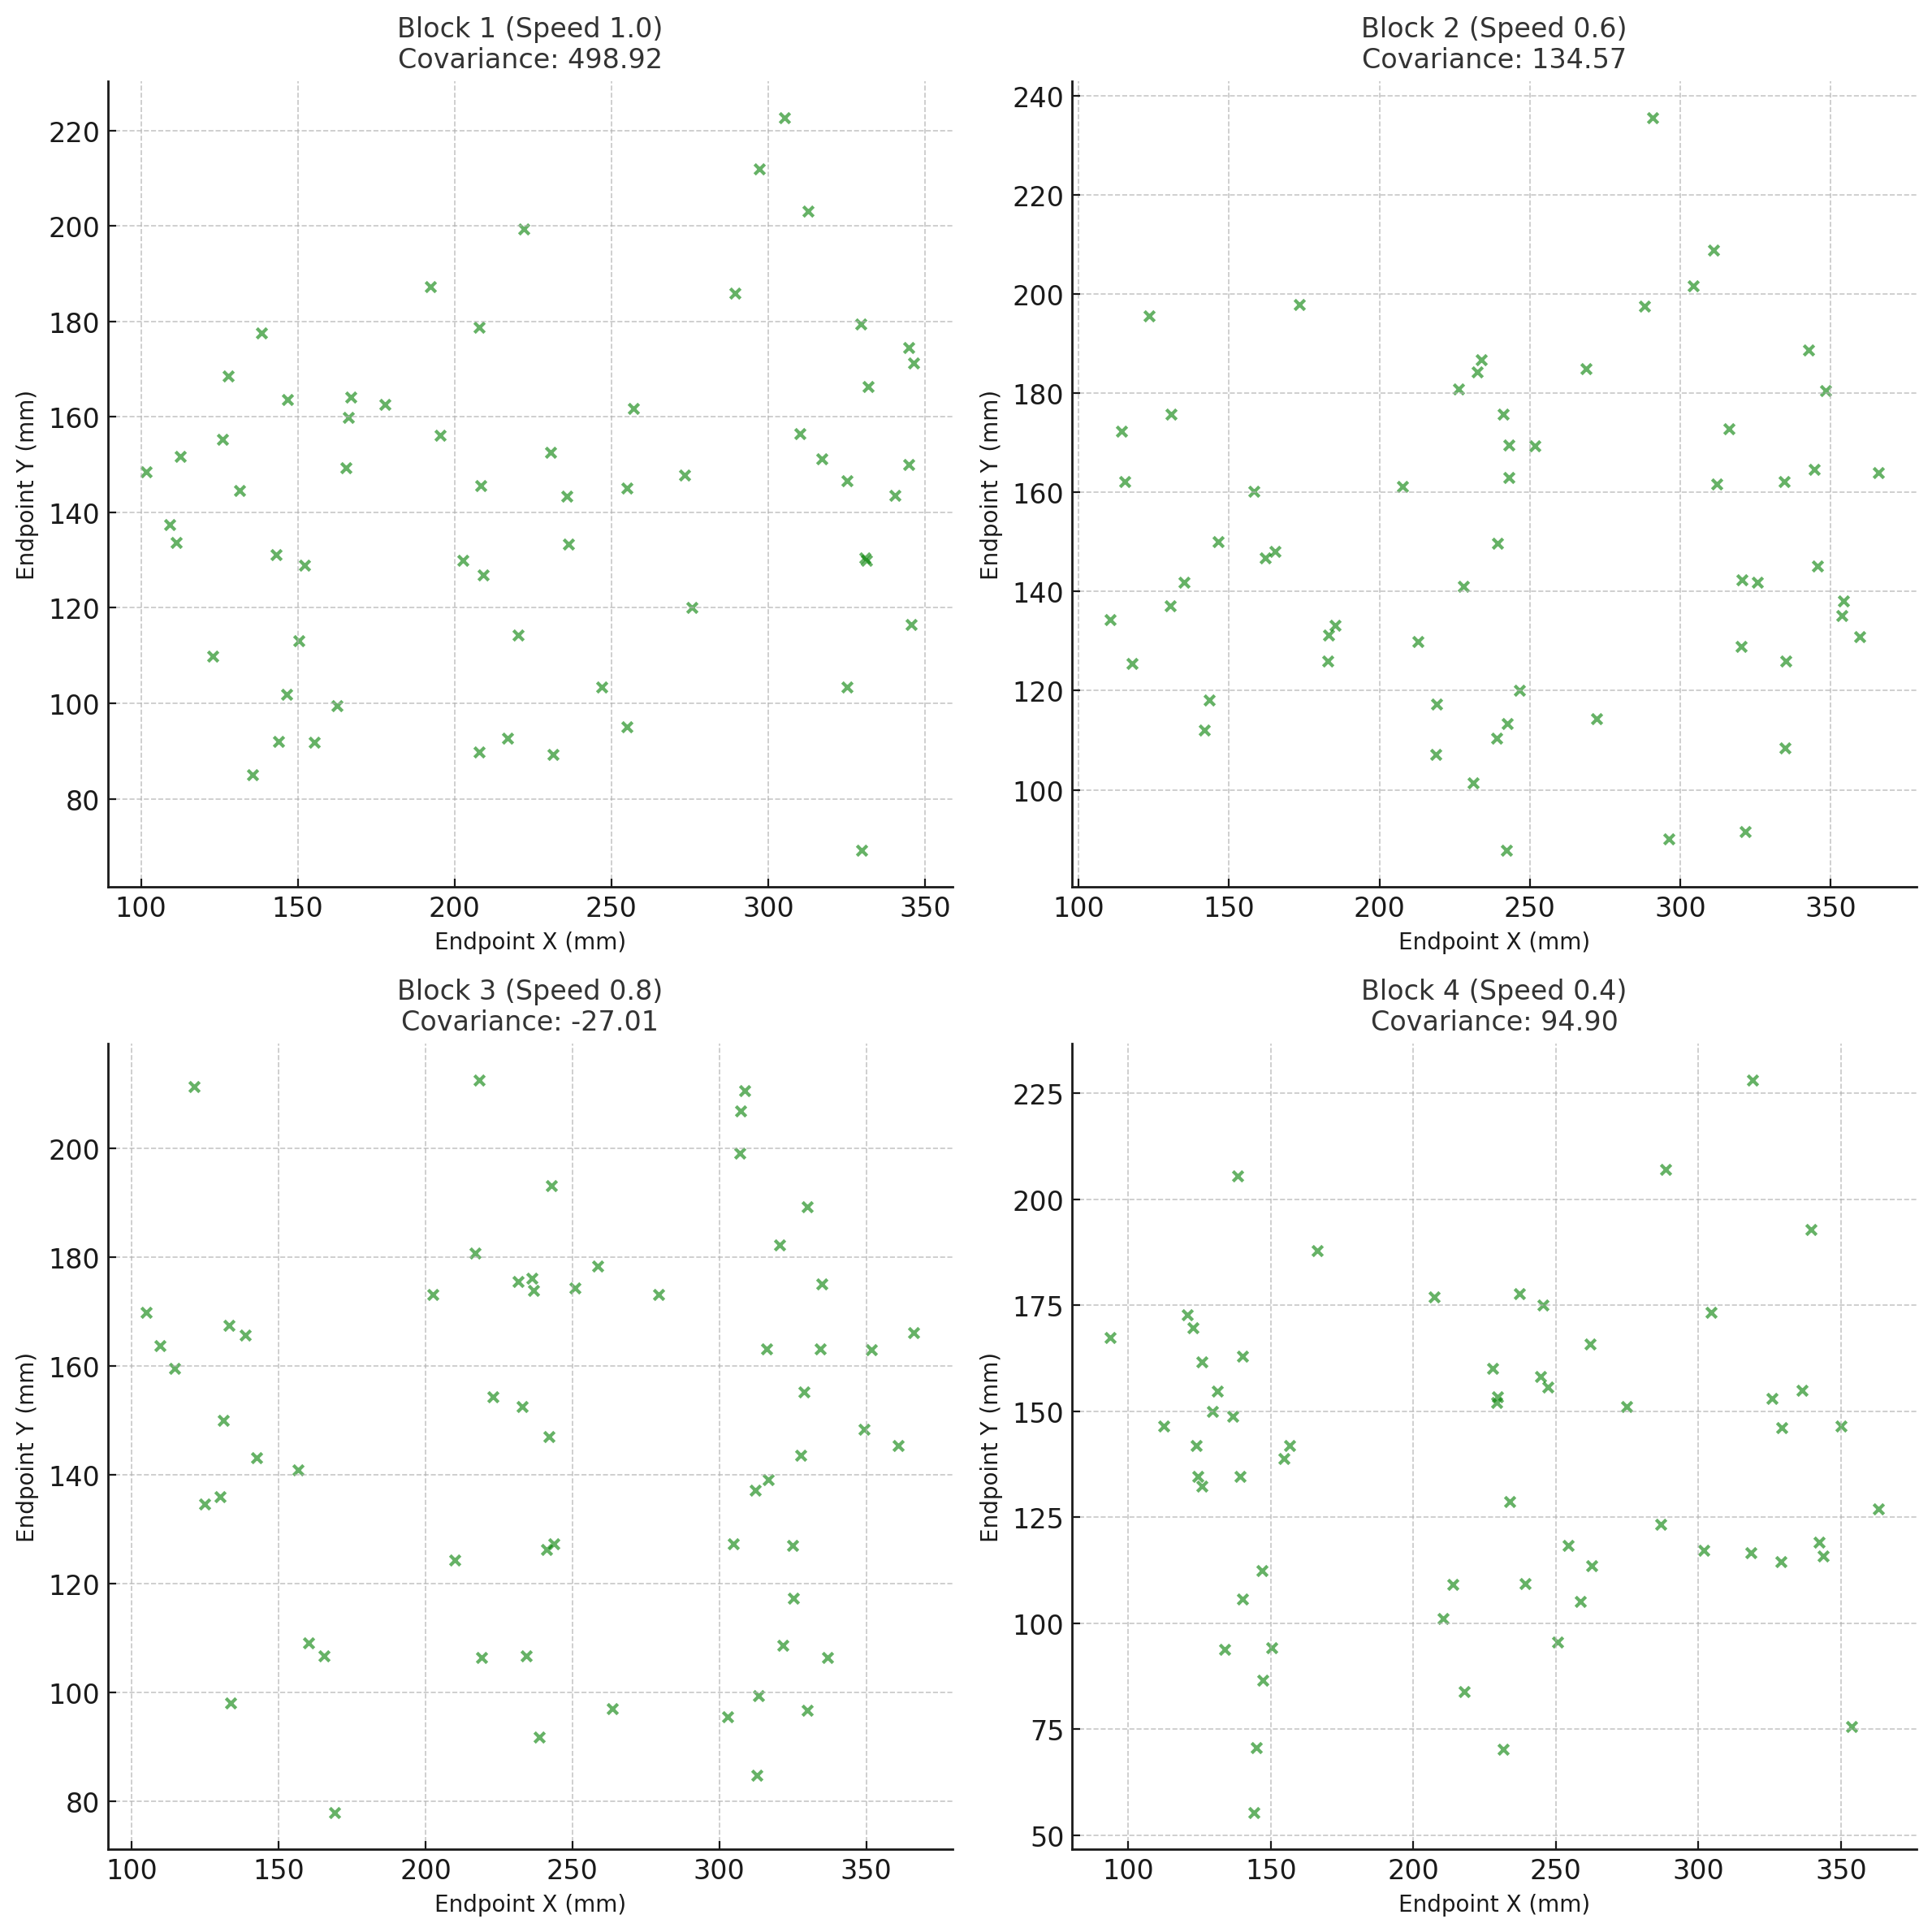 Block 1 (Speed 1.0)
Covariance: 498.92
220
200
180
160
140
120
100
80
Endpoint Y (mm)
100 150 200 250 300 350
Endpoint X (mm)
Block 2 (Speed 0.6)
Covariance: 134.57
240
220
200
180
160
140
120
100
Endpoint Y (mm)
100 150 200 250 300 350
Endpoint X (mm)
Block 3 (Speed 0.8)
Covariance: -27.01
200
180
160
140
120
100
80
Endpoint Y (mm)
100 150 200 250 300 350
Endpoint X (mm)
Block 4 (Speed 0.4)
Covariance: 94.90
225
200
175
150
125
100
75
50
Endpoint Y (mm)
100 150 200 250 300 350
Endpoint X (mm)